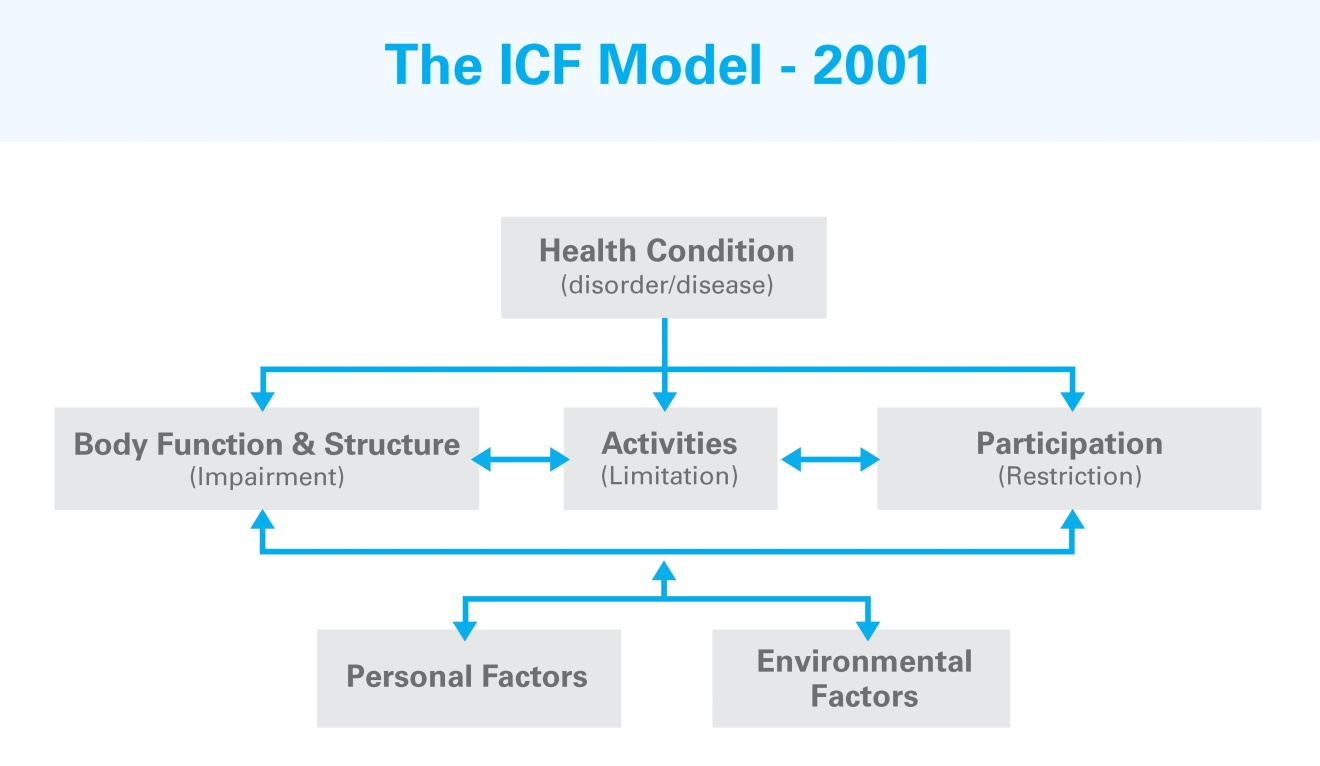 The ICF Model - 2001
Health Condition
(disorder/disease)
Body Function & Structure
(Impairment)
Activities
(Limitation)
Participation
(Restriction)
Personal Factors
Environmental
Factors